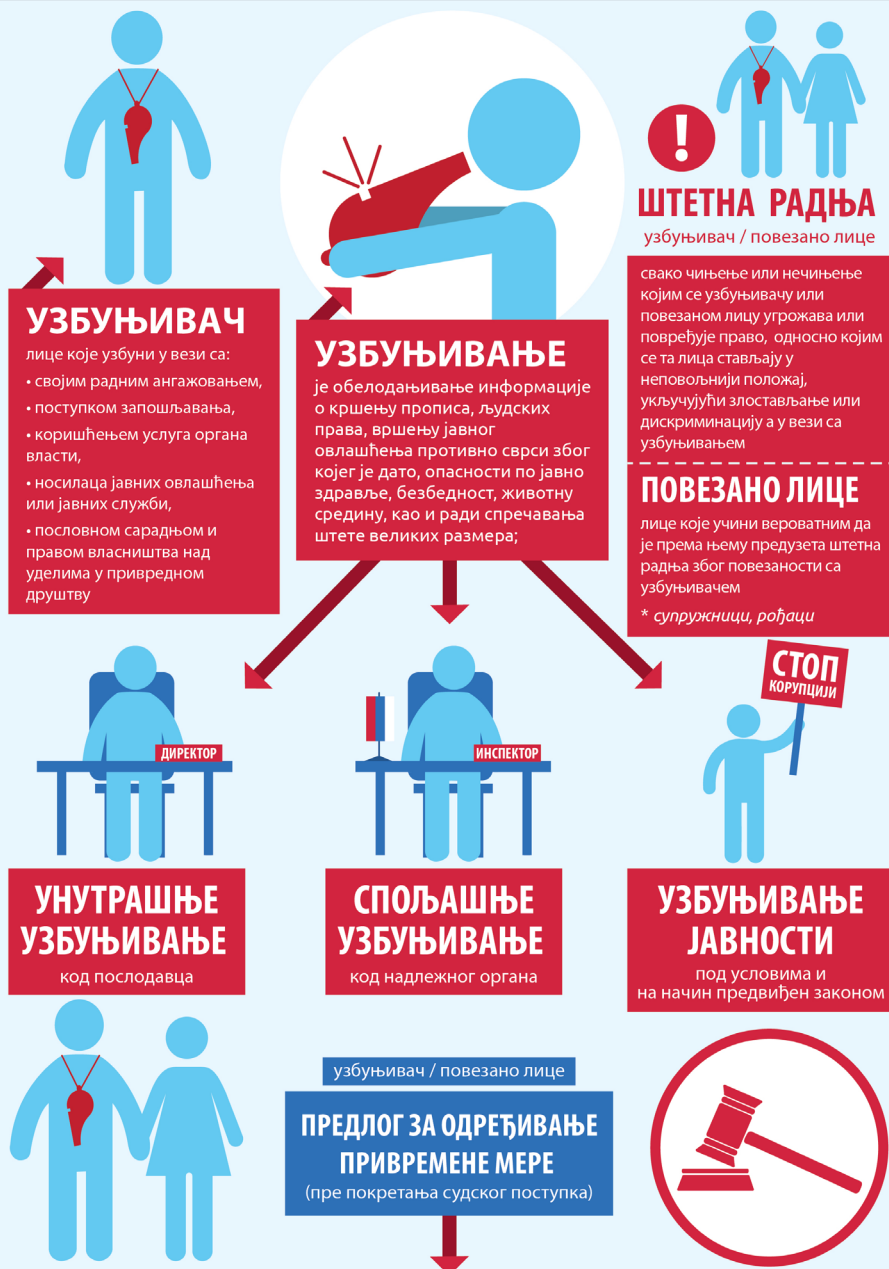 УЗБУЊИВАЧ
лице које узбуни у вези са:
• својим радним ангажовањем,
• поступком запошљавања,
• коришћењем услуга органа
власти,
• носилаца јавних овлашћења
или јавних служби,
• пословном сарадњом и
правом власништва над
уделима у привредном
друштву
УЗБУЊИВАЊЕ
је обелодањивање информације
о кршењу прописа, људских
права, вршењу јавног
овлашћења противно сврси због
којег је дато, опасности по јавно
здравље, безбедност, животну
средину, као и ради спречавања
штете великих размера;
!
ШТЕТНА РАДЊА
узбуњивач / повезано лице
свако чињење или нечињење
којим се узбуњивачу или
повезаном лицу угрожава или
повређује право, односно којим
се та лица стављају у
неповољнији положај,
укључујући злостављање или
дискриминацију а у вези са
узбуњивањем
ПОВЕЗАНО ЛИЦЕ
лице које учини вероватним да
је према њему предузета штетна
радња због повезаности са
узбуњивачем
* супружници, рођаци
ДИРЕКТОР
УНУТРАШЊЕ
УЗБУЊИВАЊЕ
код послодавца
ИНСПЕКТОР
СПОЉАШЊЕ
УЗБУЊИВАЊЕ
код надлежног органа
СТОП
КОРУПЦИЈИ
УЗБУЊИВАЊЕ
ЈАВНОСТИ
под условима и
на начин предвиђен законом
узбуњивач / повезано лице
ПРЕДЛОГ ЗА ОДРЕЂИВАЊЕ
ПРИВРЕМЕНЕ МЕРЕ
(пре покретања судског поступка)